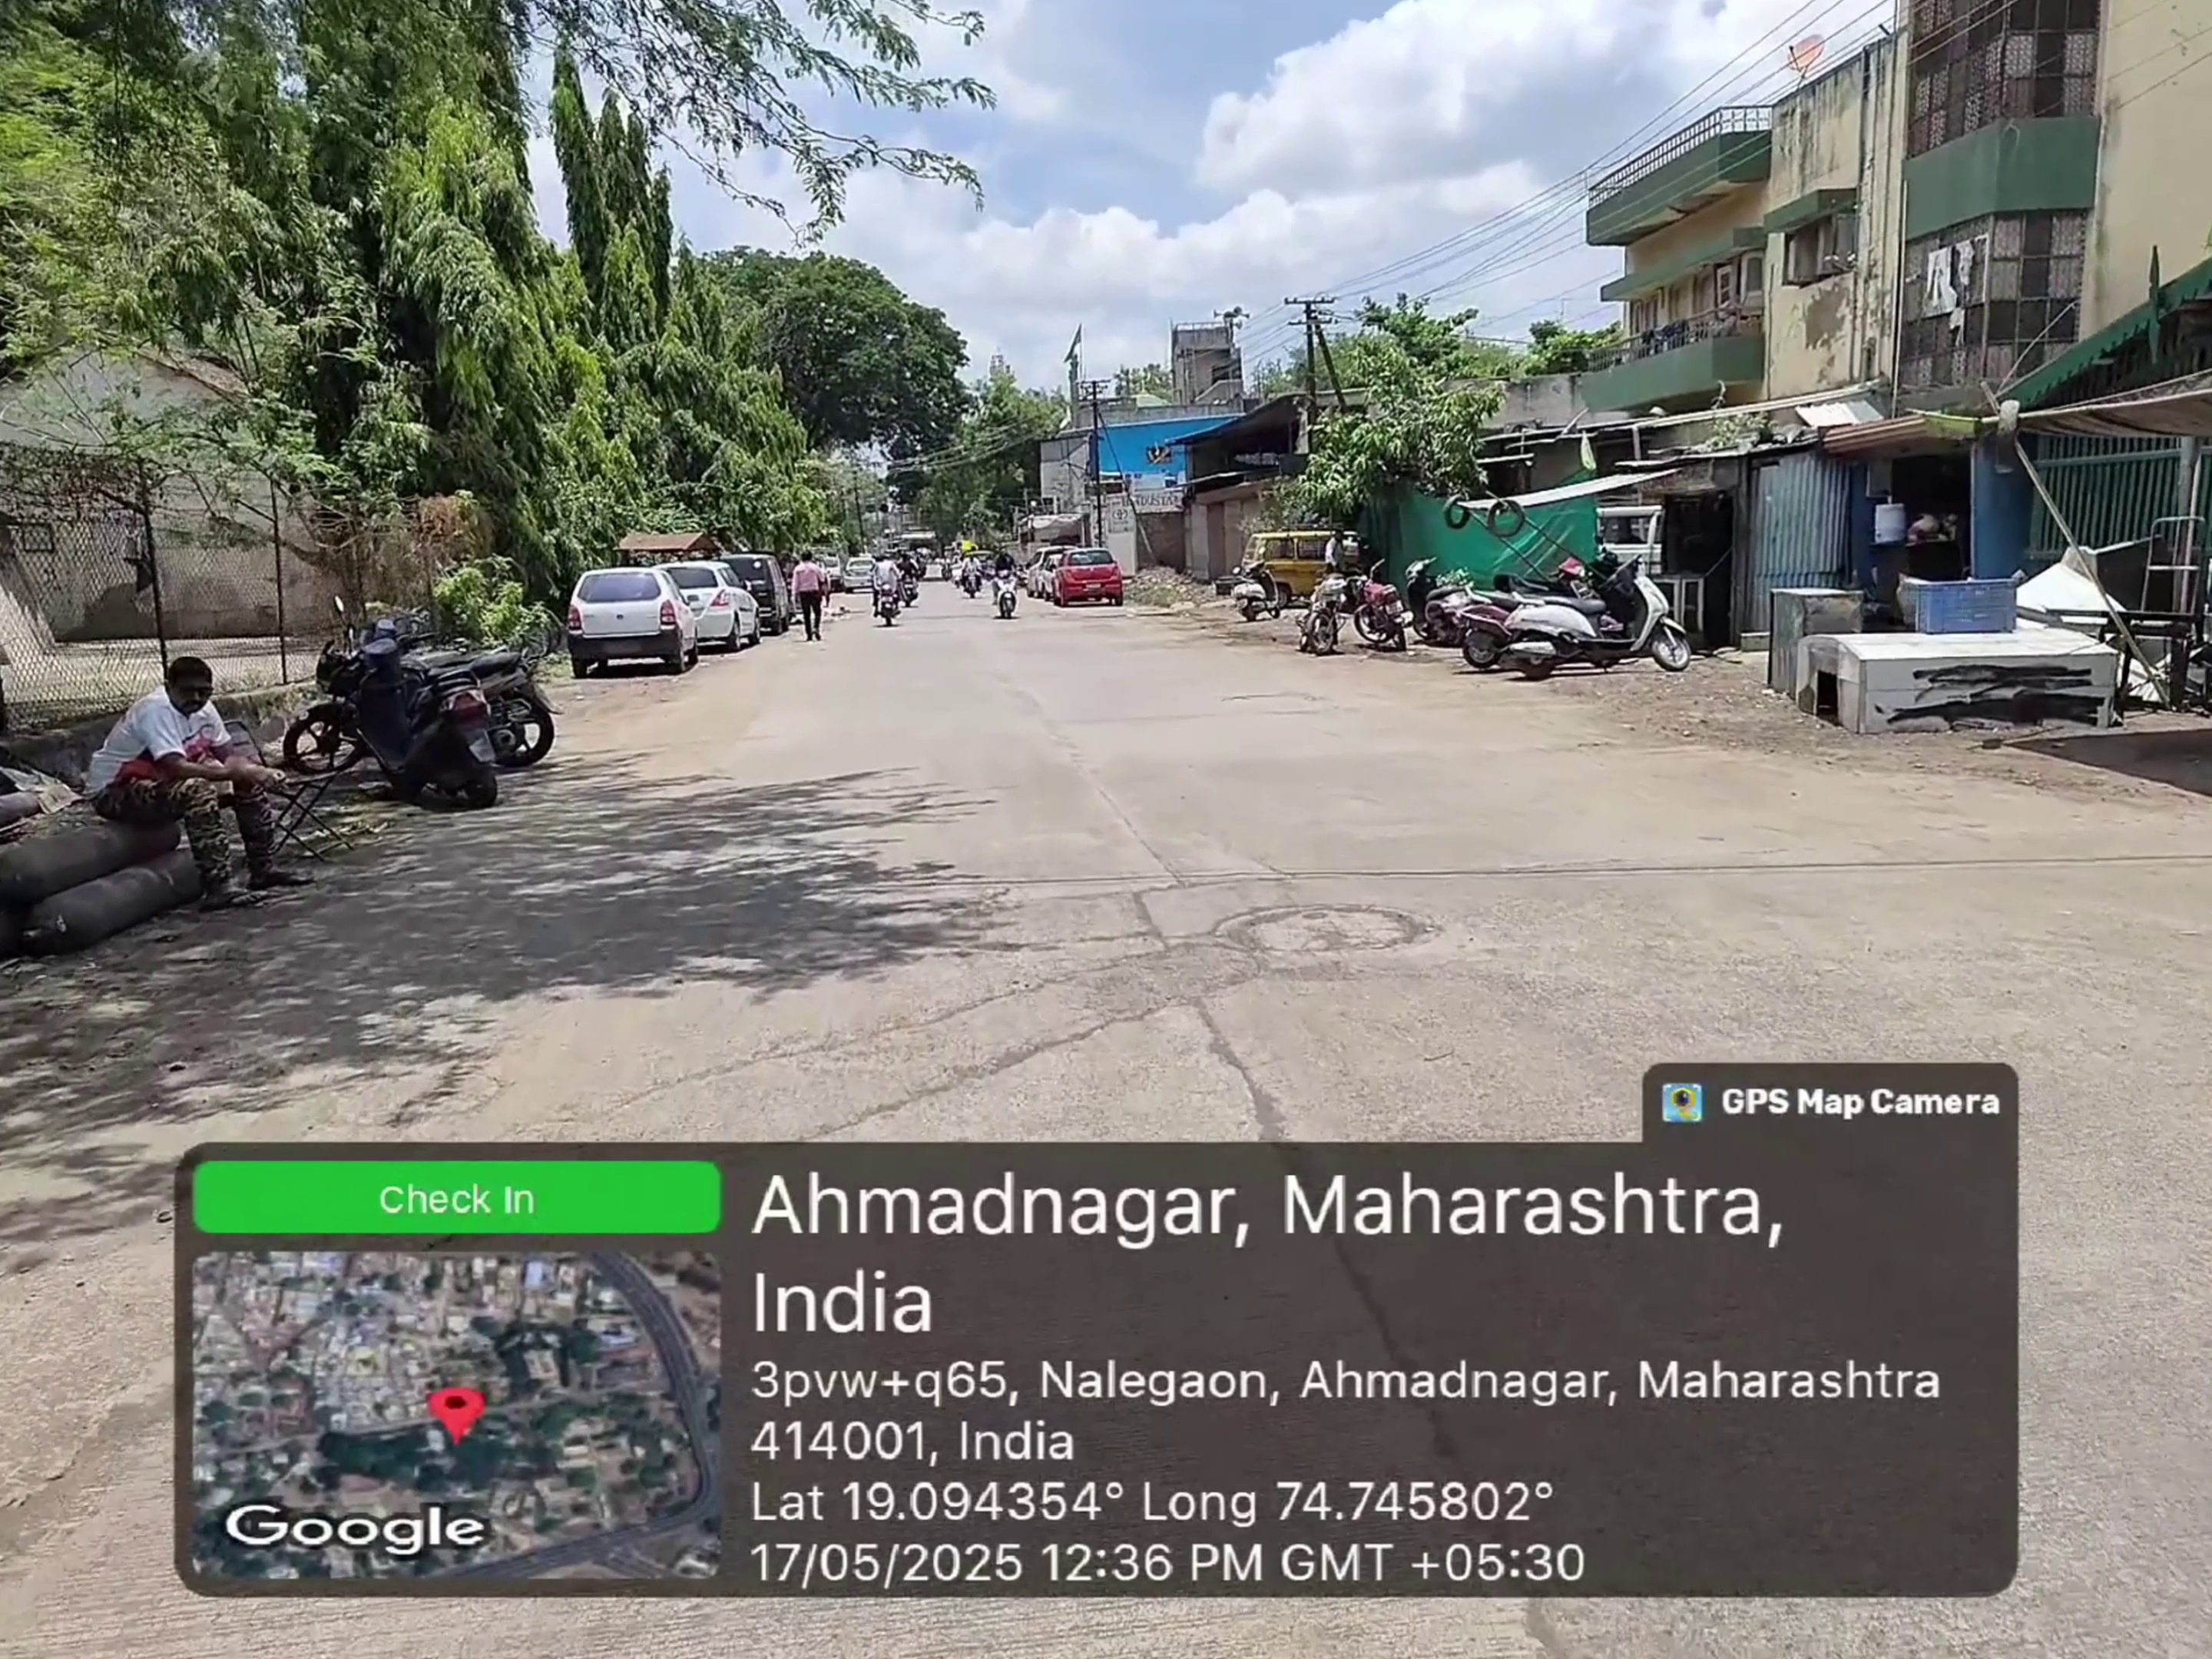 HINDUSTAN
GPS Map Camera
Check In
Ahmadnagar, Maharashtra,
India
3pvw+q65, Nalegaon, Ahmadnagar, Maharashtra
414001, India
Lat 19.094354° Long 74.745802°
17/05/2025 12:36 PM GMT +05:30
Google